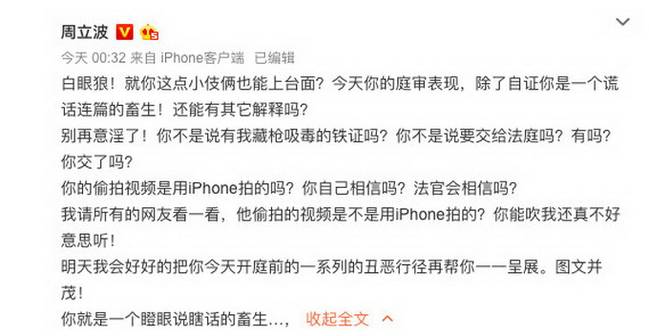 周立波
今天 00:32 来自 iPhone客户端 已编辑
白眼狼！就你这点小伎俩也能上台面？今天你的庭审表现，除了自证你是一个谎
话连篇的畜生！还能有其它解释吗？
别再意淫了！你不是说有我藏枪吸毒的铁证吗？你不是说要交给法庭吗？有吗？
你交了吗？
你的偷拍视频是用iPhone拍的吗？你自己相信吗？法官会相信吗？
我请所有的网友看一看，他偷拍的视频是不是用iPhone拍的？你能吹我还真不好
意思听！
明天我会好好的把你今天开庭前的一系列的丑恶行径再帮你一一呈展。图文并
茂！
你就是一个瞪眼说瞎话的畜生…， 收起全文